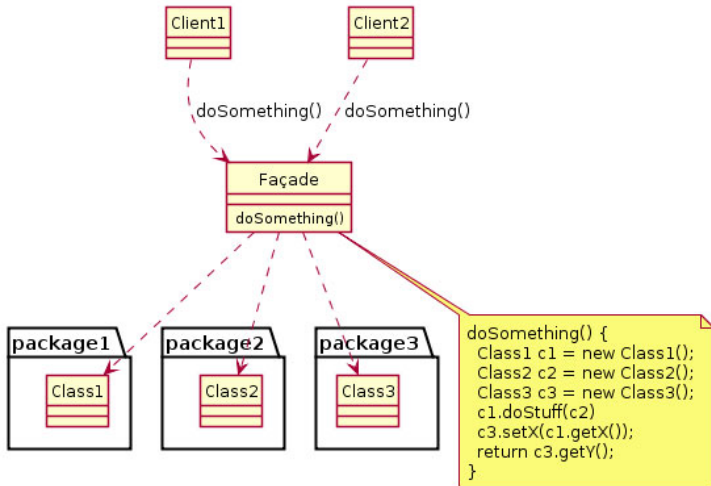 Client1
Client2
doSomething()
doSomething()
Façade
doSomething()
package1
package2
package3
Class1
Class2
Class3
doSomething() {
Class1 c1 = new Class1();
Class2 c2 = new Class2();
Class3 c3 = new Class3();
c1.doStuff(c2)
c3.setX(c1.getX());
return c3.getY();
}